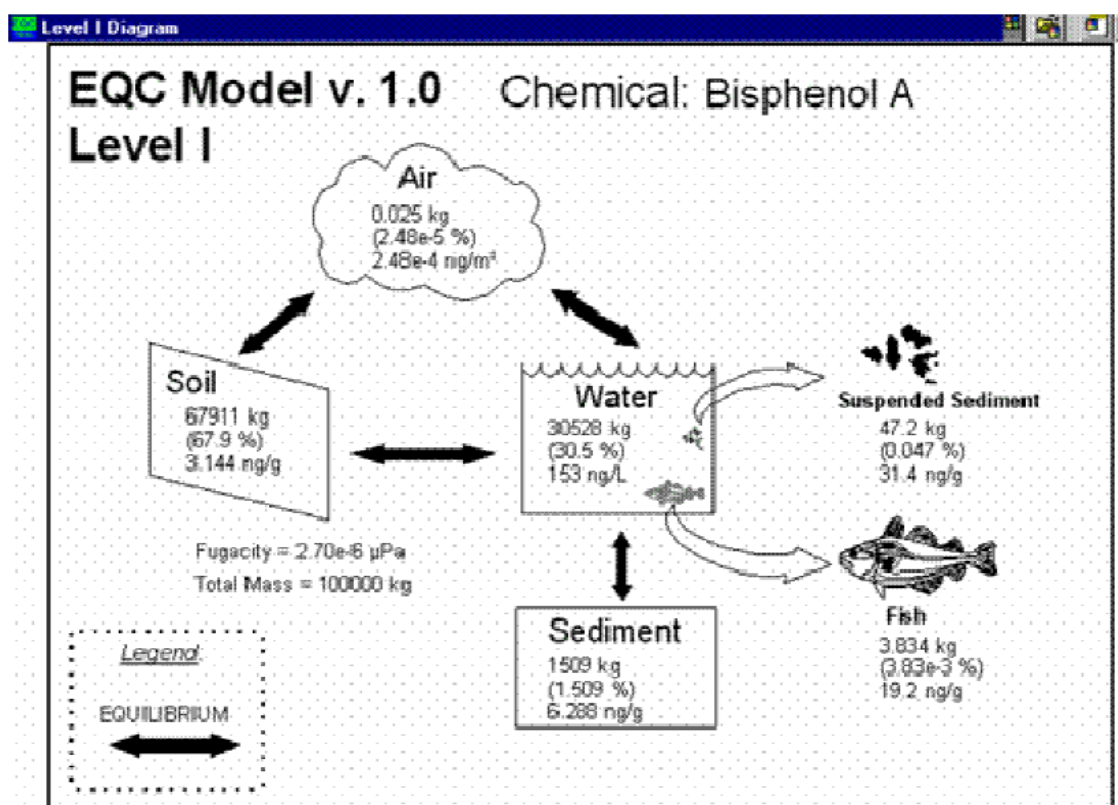 Level I Diagram
EQC Model v. 1.0 Chemical: Bisphenol A
Level I
Air
0.025 kg
(2.48e-5 %)
2.48e-4 ng/m³
Soil
67911 kg
(67.9 %)
3.144 ng/g
Water
30528 kg
(30.5 %)
153 ng/L
Suspended Sediment
47.2 kg
(0.047 %)
31.4 ng/g
Fugacity = 2.70e-6 µPa
Total Mass = 100000 kg
Sediment
1509 kg
(1.509 %)
6.288 ng/g
Fish
3.834 kg
(3.83e-3 %)
19.2 ng/g
Legend
EQUILIBRIUM